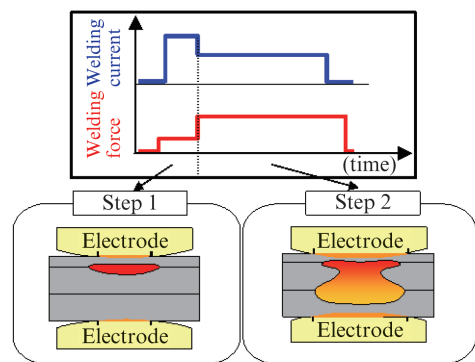 Welding
current
Welding
force
(time)
Step 1
Step 2
Electrode
Electrode
Electrode
Electrode